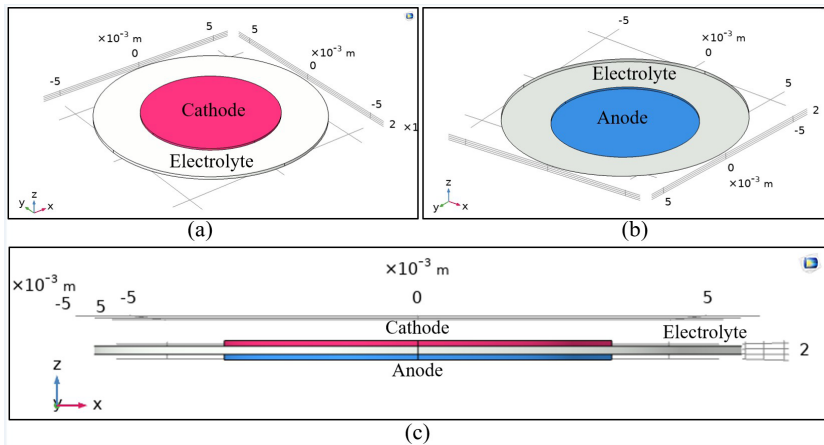 ×10⁻³ m
5
5
0
×10⁻³ m
0
-5
-5
2
×1
Cathode
Electrolyte
z
y
x
(a)
-5
×10⁻³ m
0
Electrolyte
5
2
Anode
-5
0
×10⁻³ m
5
z
y
x
(b)
×10⁻³ m
×10⁻³ m
-5
5
-5
0
5
Cathode
Electrolyte
2
Anode
z
y
x
(c)